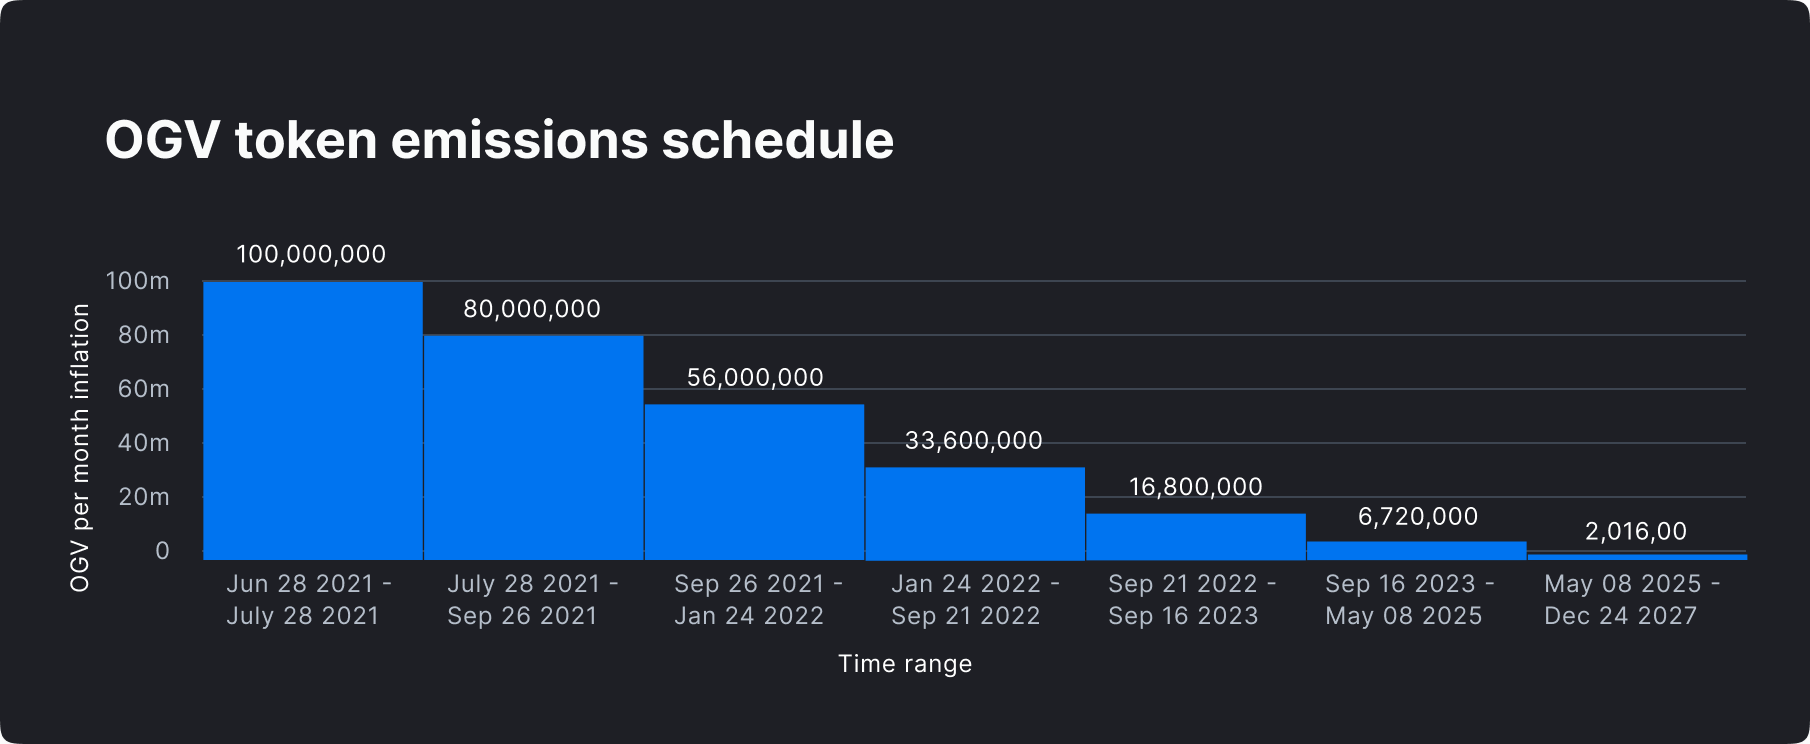 OGV token emissions schedule
100,000,000
80,000,000
56,000,000
33,600,000
16,800,000
6,720,000
2,016,00
100m
80m
60m
40m
20m
0
OGV per month inflation
Jun 28 2021 -
July 28 2021
July 28 2021 -
Sep 26 2021
Sep 26 2021 -
Jan 24 2022
Jan 24 2022 -
Sep 21 2022
Sep 21 2022 -
Sep 16 2023
Sep 16 2023 -
May 08 2025
May 08 2025 -
Dec 24 2027
Time range